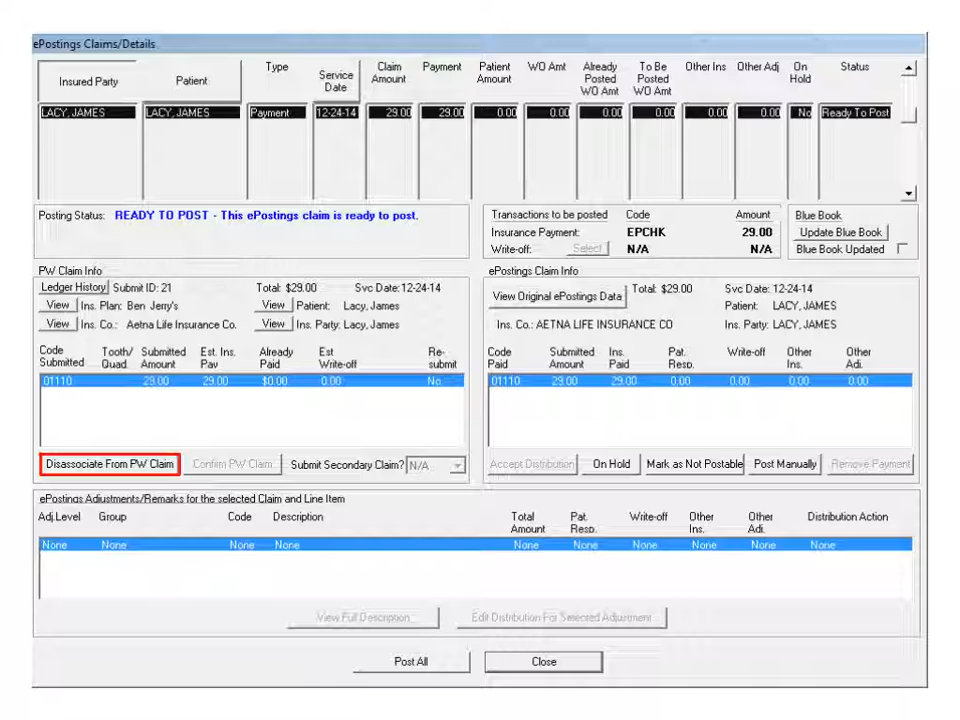 ePostings Claims/Details
Insured Party Patient Type Service Date Claim Amount Payment Patient Amount WO Amt Already Posted WO Amt To Be Posted WO Amt Other Ins Other Adj On Hold Status
LACY, JAMES LACY, JAMES Payment 12-24-14 29.00 29.00 0.00 0.00 0.00 0.00 0.00 0.00 No Ready To Post
Posting Status: READY TO POST - This ePostings claim is ready to post.
Transactions to be posted Code Amount
Insurance Payment: EPCHK 29.00
Write-off: Select N/A N/A
Blue Book
Update Blue Book
Blue Book Updated
PW Claim Info
Ledger History Submit ID: 21 Total: $29.00 Svc Date: 12-24-14
View Ins. Plan: Ben Jerry's View Patient: Lacy, James
View Ins. Co.: Aetna Life Insurance Co. View Ins. Party: Lacy, James
Code Submitted Tooth/ Quad. Submitted Amount Est. Ins. Pay Already Paid Est Write-off Re- submit
01110 29.00 29.00 $0.00 0.00 No
Disassociate From PW Claim Confirm PW Claim Submit Secondary Claim? N/A
ePostings Claim Info
View Original ePostings Data Total: $29.00 Svc Date: 12-24-14
Patient: LACY, JAMES
Ins. Co.: AETNA LIFE INSURANCE CO Ins. Party: LACY, JAMES
Code Paid Submitted Amount Ins. Paid Pat. Resp. Write-off Other Ins. Other Adj.
01110 29.00 29.00 0.00 0.00 0.00 0.00
Accept Distribution On Hold Mark as Not Postable Post Manually Remove Payment
ePostings Adjustments/Remarks for the selected Claim and Line Item
Adj.Level Group Code Description Total Amount Pat. Resp. Write-off Other Ins. Other Adj. Distribution Action
None None None None None None None None None None
View Full Description Edit Distribution For Selected Adjustment
Post All Close